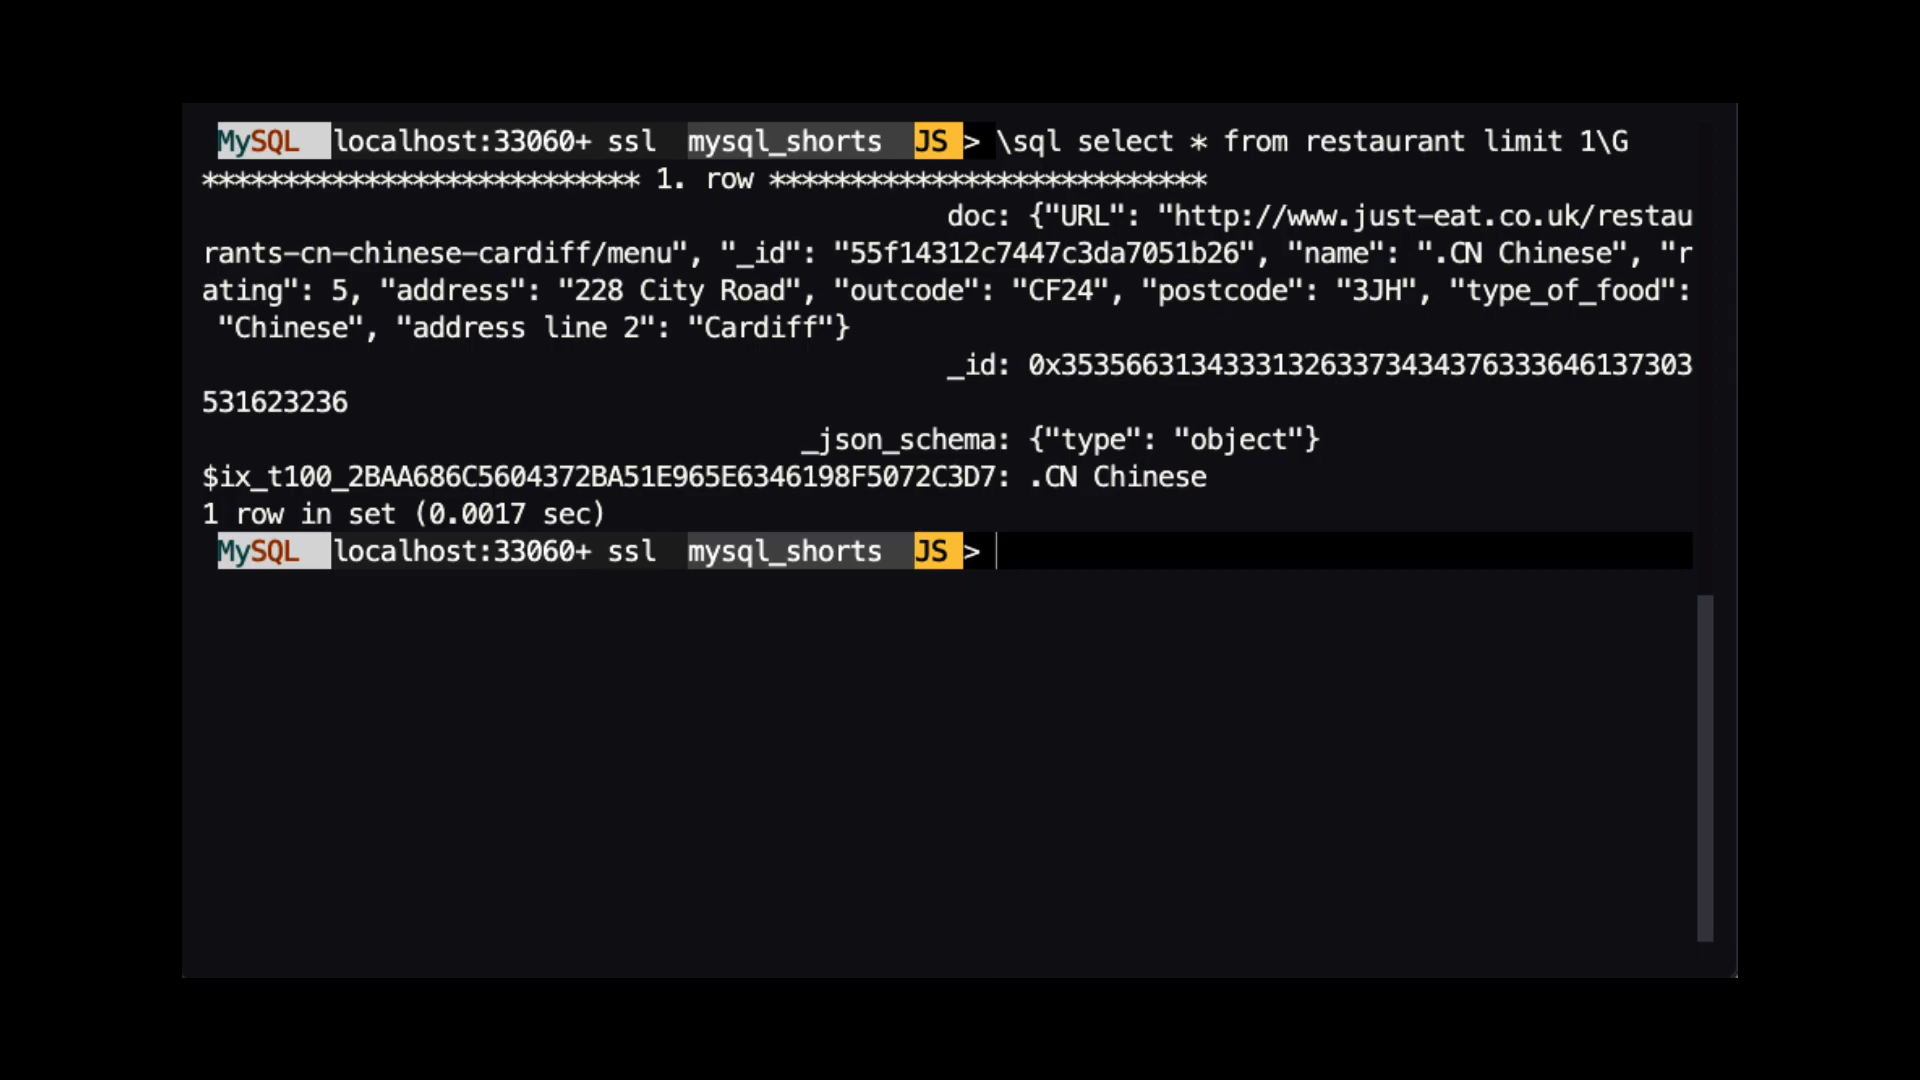 MySQL localhost:33060+ ssl mysql_shorts JS > \sql select * from restaurant limit 1\G
*************************** 1. row ***************************
doc: {"URL": "http://www.just-eat.co.uk/restau
rants-cn-chinese-cardiff/menu", "_id": "55f14312c7447c3da7051b26", "name": ".CN Chinese", "r
ating": 5, "address": "228 City Road", "outcode": "CF24", "postcode": "3JH", "type_of_food":
"Chinese", "address line 2": "Cardiff"}
_id: 0x353566313433313263373434376333646137303
531623236
_json_schema: {"type": "object"}
$ix_t100_2BAA686C5604372BA51E965E6346198F5072C3D7: .CN Chinese
1 row in set (0.0017 sec)
MySQL localhost:33060+ ssl mysql_shorts JS >